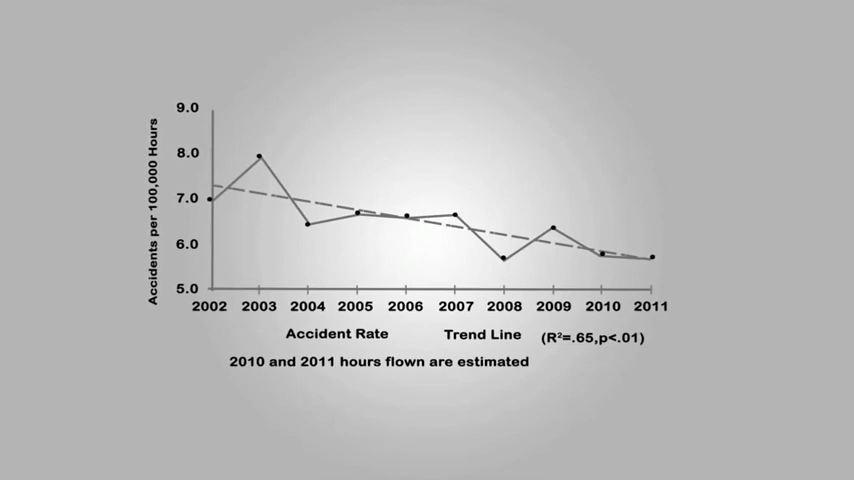 9.0
8.0
7.0
6.0
5.0
Accidents per 100,000 Hours
2002 2003 2004 2005 2006 2007 2008 2009 2010 2011
Accident Rate Trend Line (R²=.65,p<.01)
2010 and 2011 hours flown are estimated